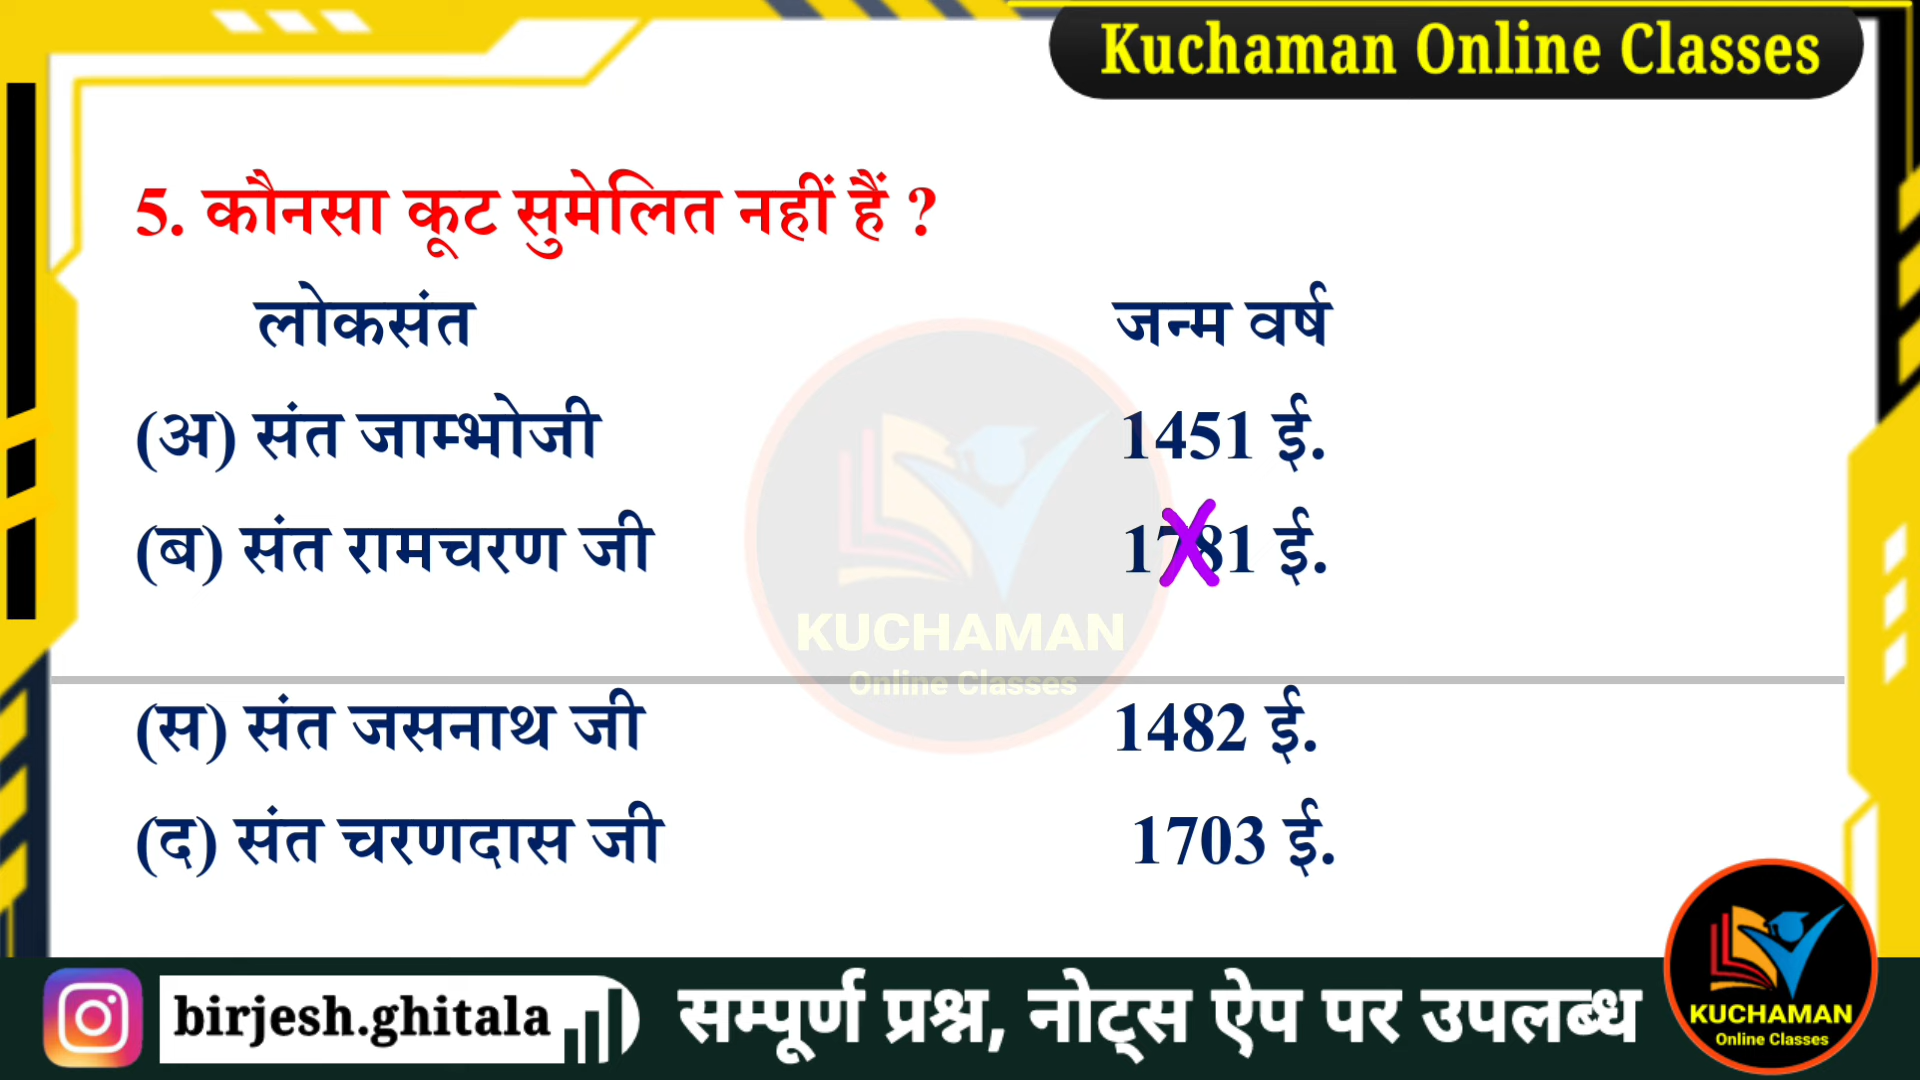 Kuchaman Online Classes
5. कौनसा कूट सुमेलित नहीं हैं ?
लोकसंत जन्म वर्ष
(अ) संत जाम्भोजी 1451 ई.
(ब) संत रामचरण जी 1781 ई.
KUCHAMAN
Online Classes
(स) संत जसनाथ जी 1482 ई.
(द) संत चरणदास जी 1703 ई.
birjesh.ghitala सम्पूर्ण प्रश्न, नोट्स ऐप पर उपलब्ध
KUCHAMAN
Online Classes